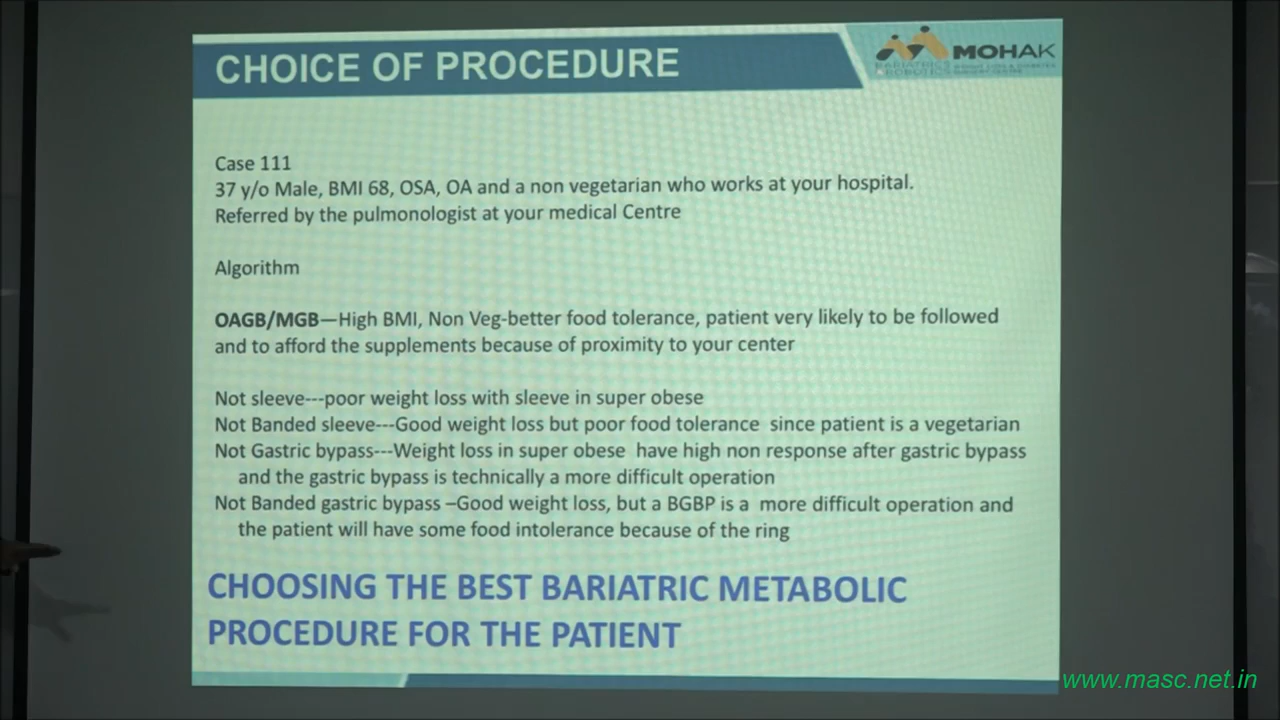 CHOICE OF PROCEDURE
MOHAK
BARIATRICS
ROBOTICS
Case 111
37 y/o Male, BMI 68, OSA, OA and a non vegetarian who works at your hospital.
Referred by the pulmonologist at your medical Centre
Algorithm
OAGB/MGB—High BMI, Non Veg-better food tolerance, patient very likely to be followed
and to afford the supplements because of proximity to your center
Not sleeve---poor weight loss with sleeve in super obese
Not Banded sleeve---Good weight loss but poor food tolerance since patient is a vegetarian
Not Gastric bypass---Weight loss in super obese have high non response after gastric bypass
and the gastric bypass is technically a more difficult operation
Not Banded gastric bypass –Good weight loss, but a BGBP is a more difficult operation and
the patient will have some food intolerance because of the ring
CHOOSING THE BEST BARIATRIC METABOLIC
PROCEDURE FOR THE PATIENT
www.masc.net.in